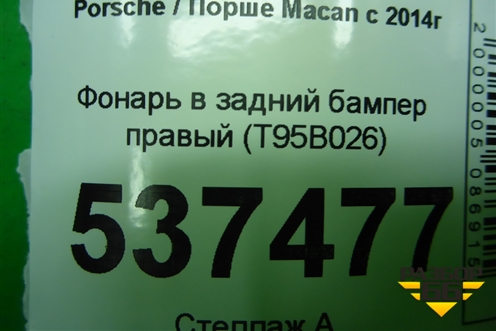 Porsche / Порше Macan с 2014г
Фонарь в задний бампер
правый (T95B026)
537477
Стеллаж А